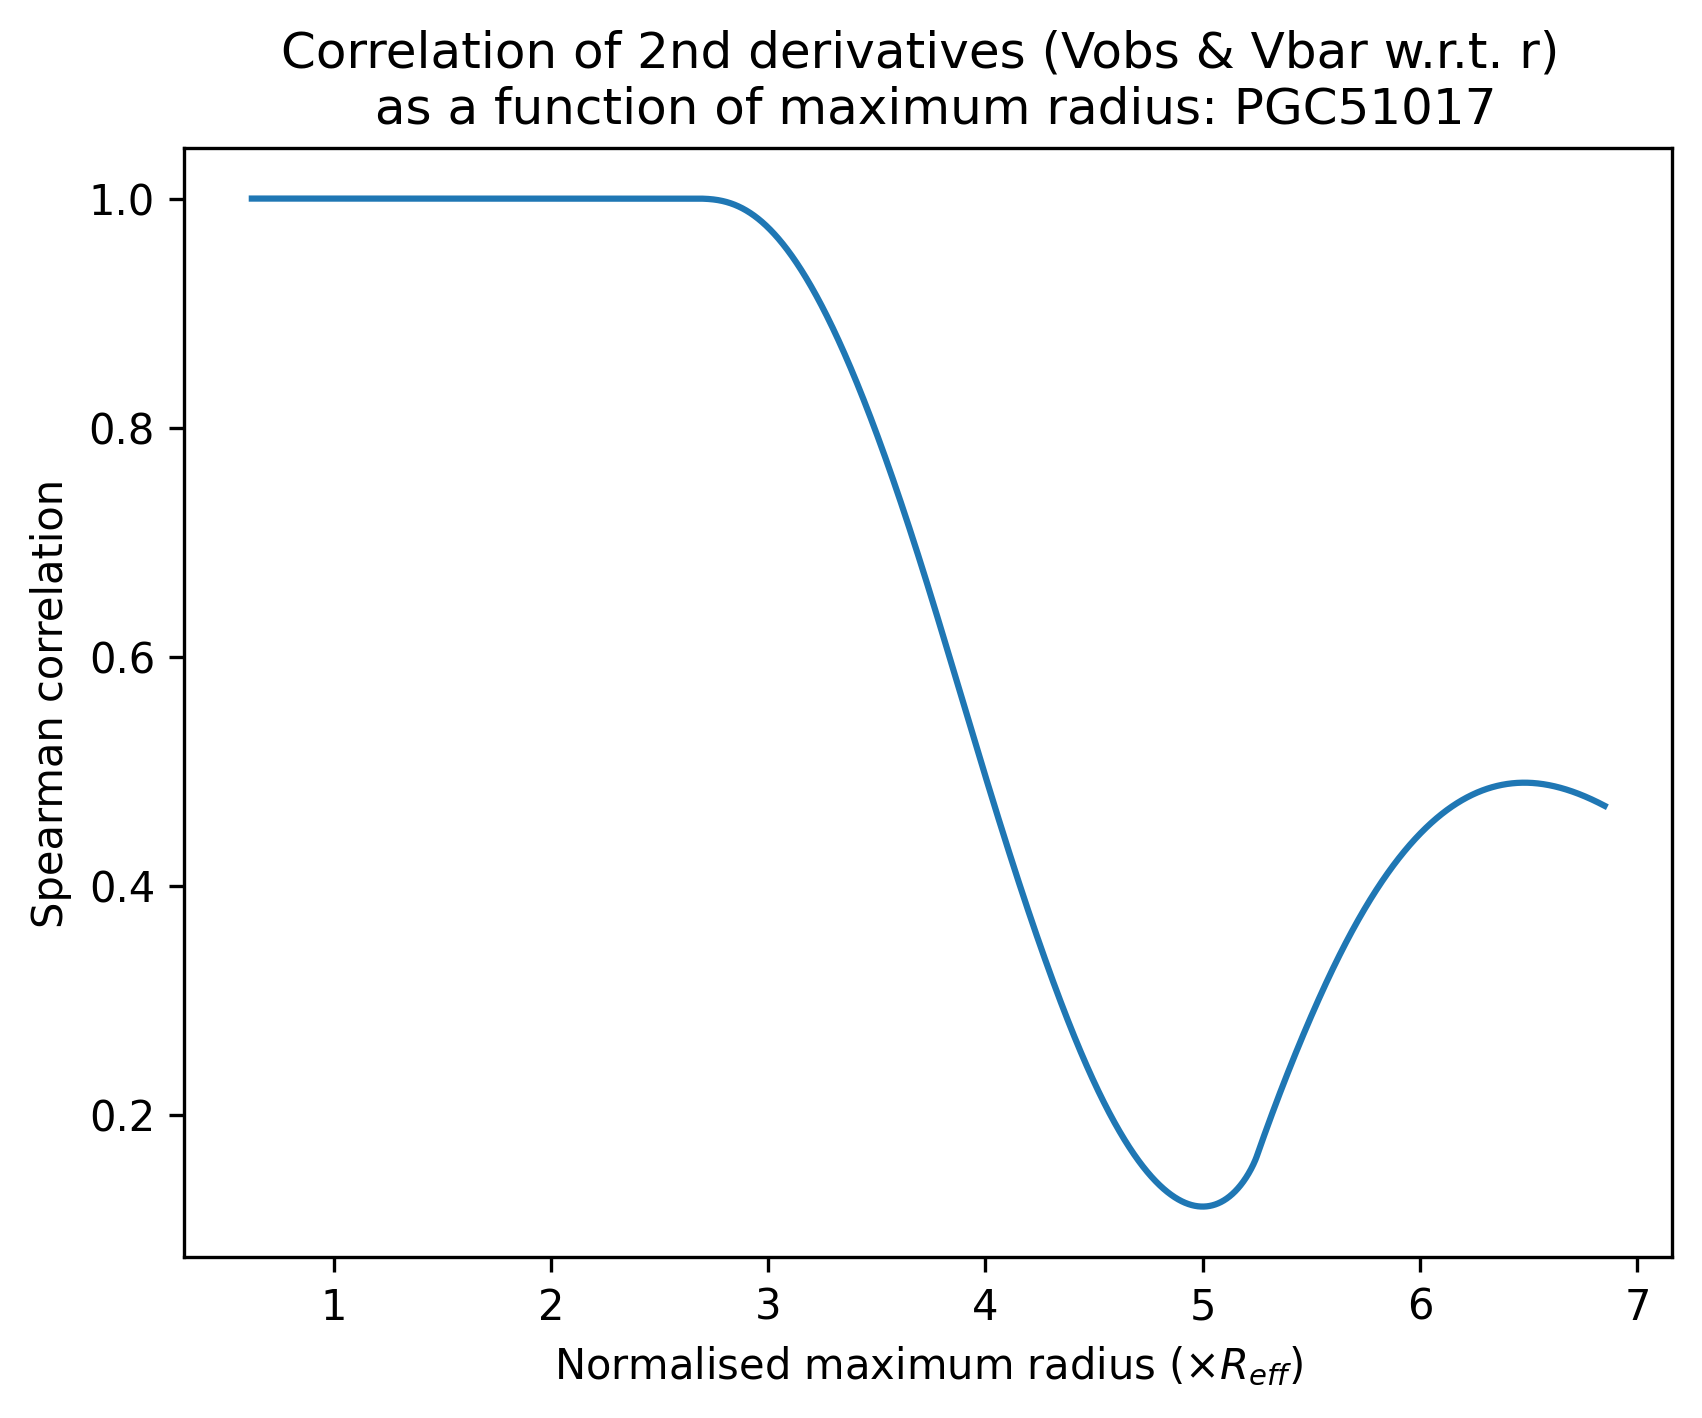 Correlation of 2nd derivatives (Vobs & Vbar w.r.t. r)
as a function of maximum radius: PGC51017
1.0
0.8
0.6
0.4
0.2
Spearman correlation
1 2 3 4 5 6 7
Normalised maximum radius (×R_eff)